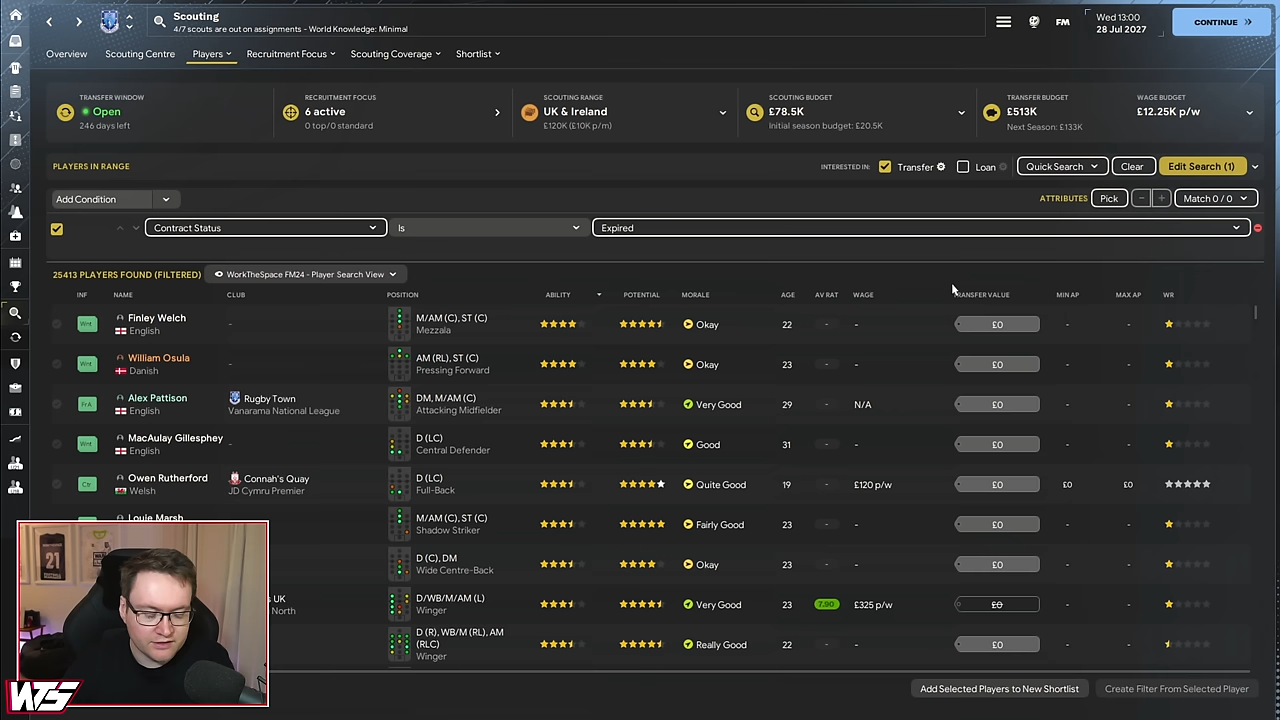 Scouting
4/7 scouts are out on assignments - World Knowledge: Minimal
FM
Wed 13:00
28 Jul 2027
CONTINUE
Overview
Scouting Centre
Players
Recruitment Focus
Scouting Coverage
Shortlist
TRANSFER WINDOW
Open
246 days left
RECRUITMENT FOCUS
6 active
0 top/0 standard
SCOUTING RANGE
UK & Ireland
£120K (£10K p/m)
SCOUTING BUDGET
£78.5K
Initial season budget: £20.5K
TRANSFER BUDGET
£513K
Next Season: £133K
WAGE BUDGET
£12.25K p/w
PLAYERS IN RANGE
INTERESTED IN:
Transfer
Loan
Quick Search
Clear
Edit Search (1)
Add Condition
ATTRIBUTES
Pick
Match 0 / 0
Contract Status
Is
Expired
25413 PLAYERS FOUND (FILTERED)
WorkTheSpace FM24 - Player Search View
INF NAME CLUB POSITION ABILITY POTENTIAL MORALE AGE AV RAT WAGE TRANSFER VALUE MIN AP MAX AP WR
Wnt Finley Welch - M/AM (C), ST (C) Okay 22 - - £0 - -
English Mezzala
Wnt William Osula - AM (RL), ST (C) Okay 23 - - £0 - -
Danish Pressing Forward
FrA Alex Pattison Rugby Town DM, M/AM (C) Very Good 29 - N/A £0 - -
English Vanarama National League Attacking Midfielder
Wnt MacAulay Gillesphey - D (LC) Good 31 - - £0 - -
English Central Defender
Ctr Owen Rutherford Connah's Quay D (LC) Quite Good 19 - £120 p/w £0 £0 £0
Welsh JD Cymru Premier Full-Back
Louie Marsh M/AM (C), ST (C) Fairly Good 23 - - £0 - -
Shadow Striker
D (C), DM Okay 23 - - £0 - -
Wide Centre-Back
UK D/WB/M/AM (L) Very Good 23 7.90 £325 p/w £0 - -
North Winger
D (R), WB/M (RL), AM (RLC) Really Good 22 - - £0 - -
Winger
21
WTS
Add Selected Players to New Shortlist
Create Filter From Selected Player